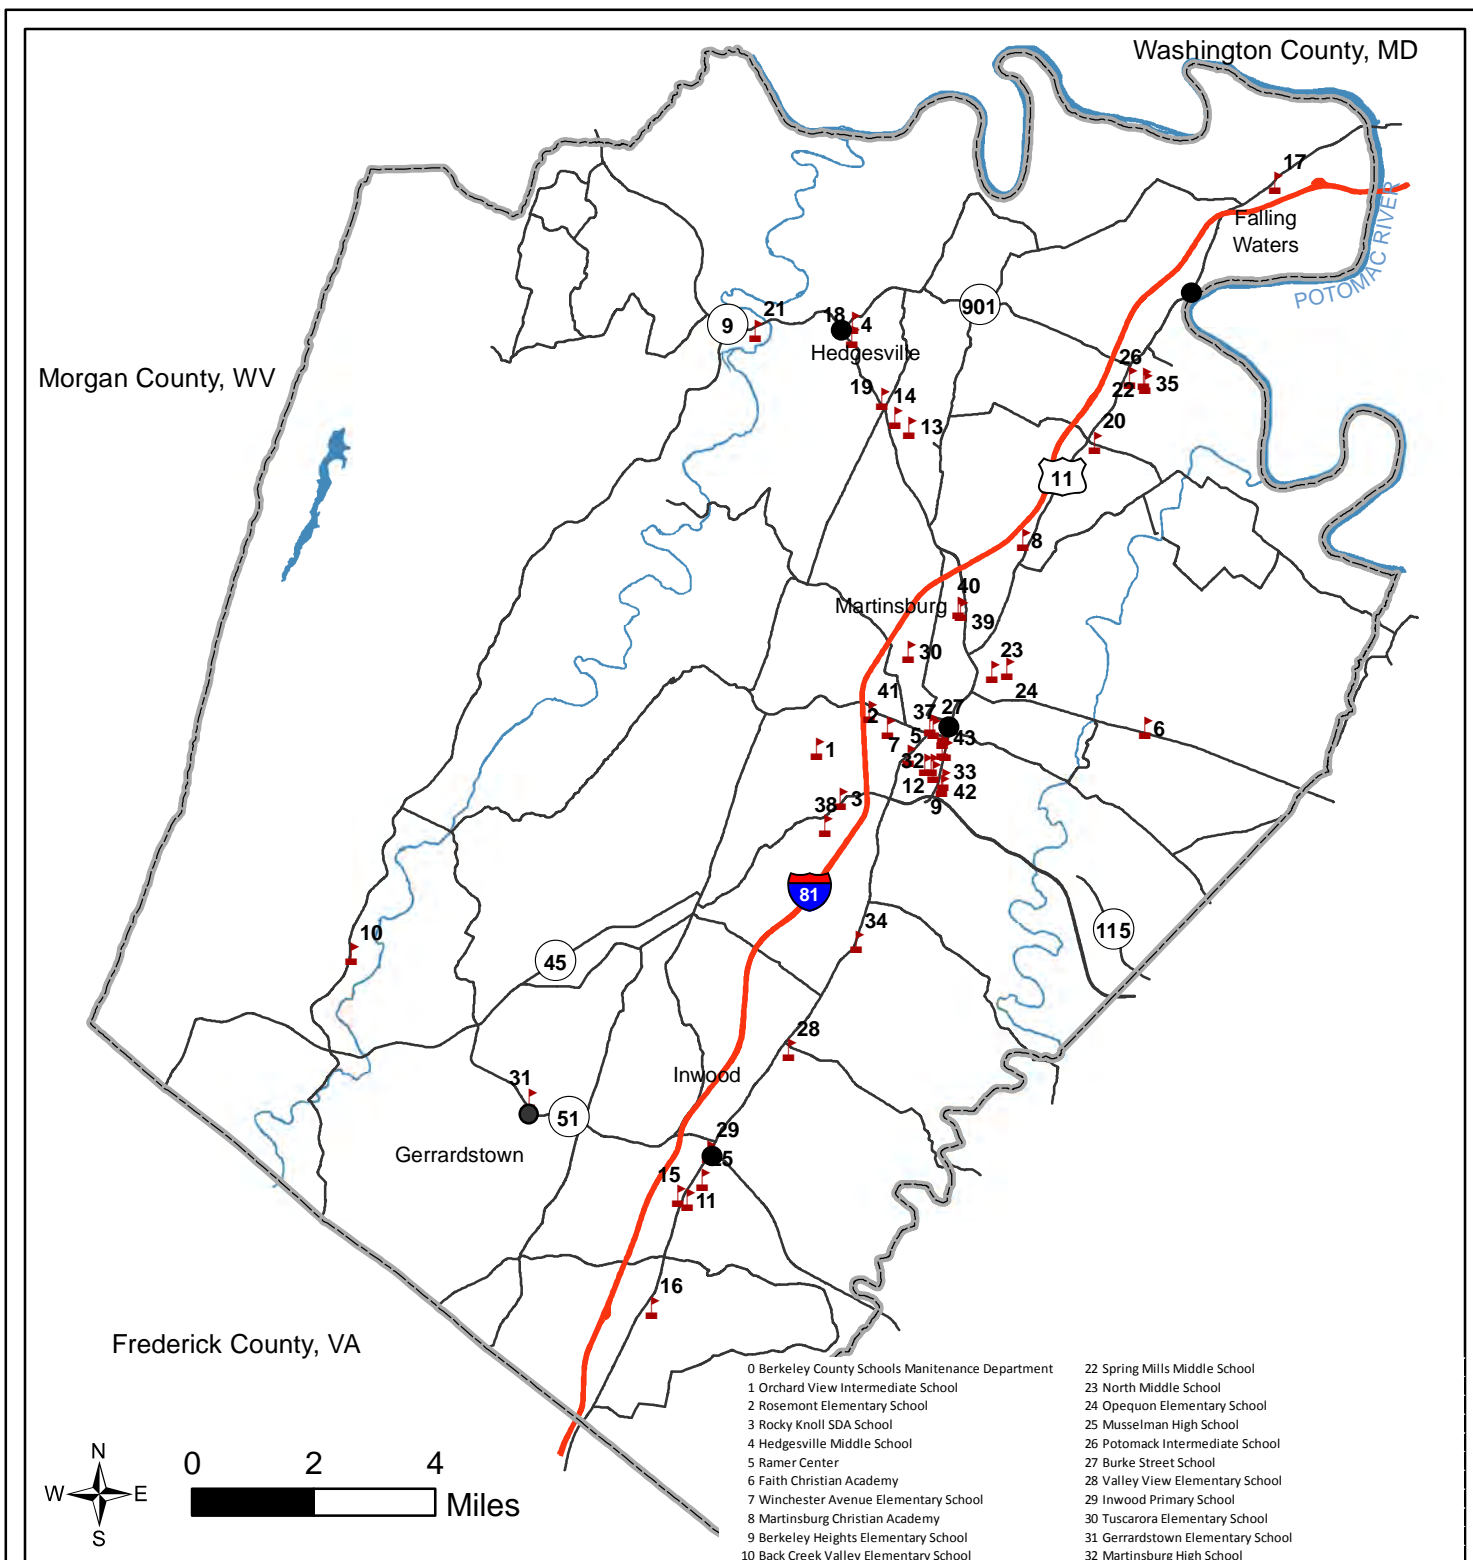 Washington County, MD
17
Falling
Waters
POTOMAC RIVER
901
9
21
18
4
Hedgesville
Morgan County, WV
26
22
35
19
14
13
20
11
8
40
Martinsburg
39
30
23
24
41
2
37
27
7
5
43
6
1
32
33
12
42
9
38
3
81
34
115
10
45
28
Inwood
31
51
29
25
Gerrardstown
15
11
16
Frederick County, VA
N
W
E
S
0
2
4
Miles
0 Berkeley County Schools Manitenance Department
1 Orchard View Intermediate School
2 Rosemont Elementary School
3 Rocky Knoll SDA School
4 Hedgesville Middle School
5 Ramer Center
6 Faith Christian Academy
7 Winchester Avenue Elementary School
8 Martinsburg Christian Academy
9 Berkeley Heights Elementary School
10 Back Creek Valley Elementary School
22 Spring Mills Middle School
23 North Middle School
24 Opequon Elementary School
25 Musselman High School
26 Potomack Intermediate School
27 Burke Street School
28 Valley View Elementary School
29 Inwood Primary School
30 Tuscarora Elementary School
31 Gerrardstown Elementary School
32 Martinsburg High School